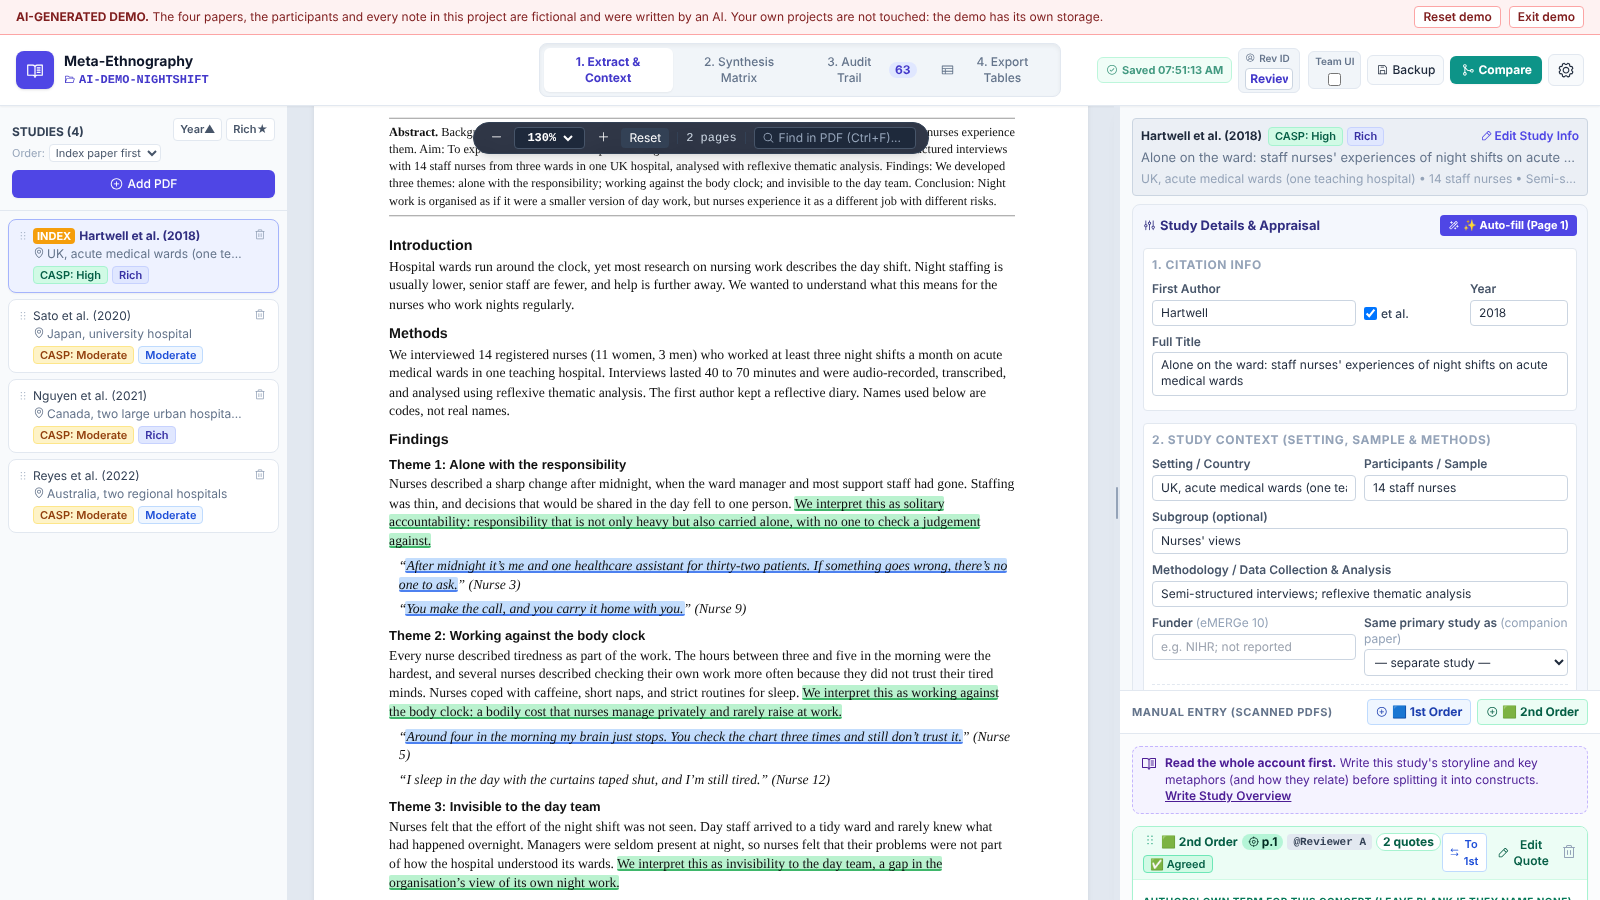 AI-GENERATED DEMO. The four papers, the participants and every note in this project are fictional and were written by an AI. Your own projects are not touched: the demo has its own storage.
Reset demo
Exit demo
Meta-Ethnography
AI-DEMO-NIGHTSHIFT
1. Extract & Context
2. Synthesis Matrix
3. Audit Trail 63
4. Export Tables
Saved 07:51:13 AM
Rev ID
Review
Team UI
Backup
Compare
STUDIES (4)
Year▲
Rich★
Order: Index paper first
Add PDF
INDEX Hartwell et al. (2018)
UK, acute medical wards (one te...
CASP: High
Rich
Sato et al. (2020)
Japan, university hospital
CASP: Moderate
Moderate
Nguyen et al. (2021)
Canada, two large urban hospita...
CASP: Moderate
Rich
Reyes et al. (2022)
Australia, two regional hospitals
CASP: Moderate
Moderate
130%
Reset
2 pages
Find in PDF (Ctrl+F)...
Abstract. Backg nurses experience
them. Aim: To exp ctured interviews
with 14 staff nurses from three wards in one UK hospital, analysed with reflexive thematic analysis. Findings: We developed
three themes: alone with the responsibility; working against the body clock; and invisible to the day team. Conclusion: Night
work is organised as if it were a smaller version of day work, but nurses experience it as a different job with different risks.
Introduction
Hospital wards run around the clock, yet most research on nursing work describes the day shift. Night staffing is
usually lower, senior staff are fewer, and help is further away. We wanted to understand what this means for the
nurses who work nights regularly.
Methods
We interviewed 14 registered nurses (11 women, 3 men) who worked at least three night shifts a month on acute
medical wards in one teaching hospital. Interviews lasted 40 to 70 minutes and were audio-recorded, transcribed,
and analysed using reflexive thematic analysis. The first author kept a reflective diary. Names used below are
codes, not real names.
Findings
Theme 1: Alone with the responsibility
Nurses described a sharp change after midnight, when the ward manager and most support staff had gone. Staffing
was thin, and decisions that would be shared in the day fell to one person. We interpret this as solitary
accountability: responsibility that is not only heavy but also carried alone, with no one to check a judgement
against.
“After midnight it’s me and one healthcare assistant for thirty-two patients. If something goes wrong, there’s no
one to ask.” (Nurse 3)
“You make the call, and you carry it home with you.” (Nurse 9)
Theme 2: Working against the body clock
Every nurse described tiredness as part of the work. The hours between three and five in the morning were the
hardest, and several nurses described checking their own work more often because they did not trust their tired
minds. Nurses coped with caffeine, short naps, and strict routines for sleep. We interpret this as working against
the body clock: a bodily cost that nurses manage privately and rarely raise at work.
“Around four in the morning my brain just stops. You check the chart three times and still don’t trust it.” (Nurse
5)
“I sleep in the day with the curtains taped shut, and I’m still tired.” (Nurse 12)
Theme 3: Invisible to the day team
Nurses felt that the effort of the night shift was not seen. Day staff arrived to a tidy ward and rarely knew what
had happened overnight. Managers were seldom present at night, so nurses felt that their problems were not part
of how the hospital understood its wards. We interpret this as invisibility to the day team, a gap in the
organisation’s view of its own night work.
Hartwell et al. (2018) CASP: High Rich
Edit Study Info
Alone on the ward: staff nurses' experiences of night shifts on acute ...
UK, acute medical wards (one teaching hospital) • 14 staff nurses • Semi-s...
Study Details & Appraisal
✨ Auto-fill (Page 1)
1. CITATION INFO
First Author
Year
Hartwell
et al.
2018
Full Title
Alone on the ward: staff nurses' experiences of night shifts on acute
medical wards
2. STUDY CONTEXT (SETTING, SAMPLE & METHODS)
Setting / Country
Participants / Sample
UK, acute medical wards (one tea
14 staff nurses
Subgroup (optional)
Nurses' views
Methodology / Data Collection & Analysis
Semi-structured interviews; reflexive thematic analysis
Funder (eMERGe 10)
Same primary study as (companion paper)
e.g. NIHR; not reported
— separate study —
MANUAL ENTRY (SCANNED PDFS)
1st Order
2nd Order
Read the whole account first. Write this study's storyline and key
metaphors (and how they relate) before splitting it into constructs.
Write Study Overview
2nd Order p.1 @Reviewer A 2 quotes
✅ Agreed
To 1st
Edit Quote
AUTHORS' OWN TERM FOR THIS CONCEPT (LEAVE BLANK IF THEY NAME NONE)